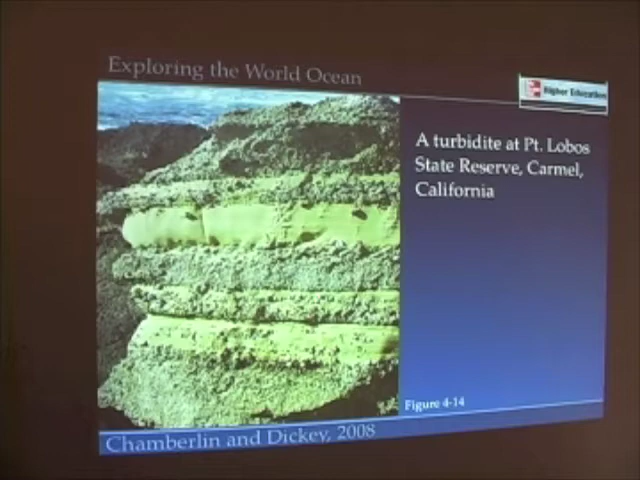 Exploring the World Ocean
Higher Education
A turbidite at Pt. Lobos
State Reserve, Carmel,
California
Figure 4-14
Chamberlin and Dickey, 2008